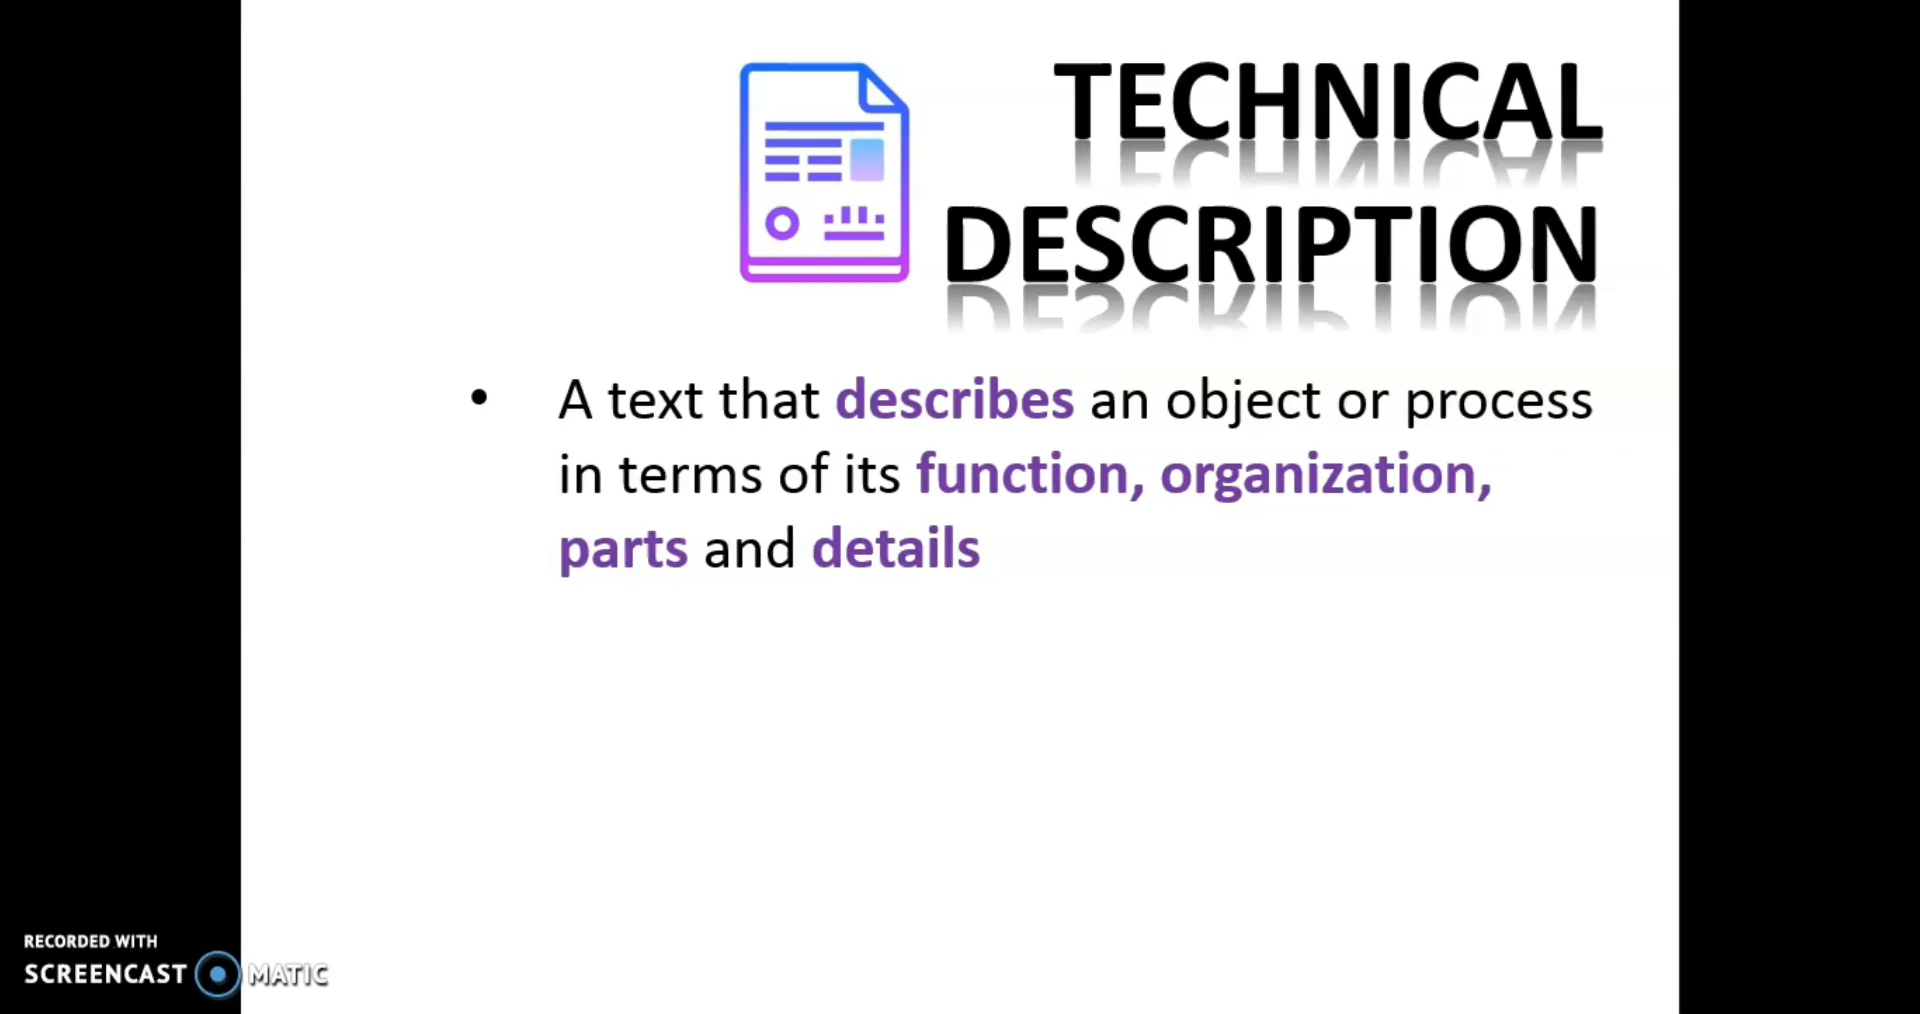 TECHNICAL
DESCRIPTION
• A text that describes an object or process
in terms of its function, organization,
parts and details
RECORDED WITH
SCREENCAST MATIC